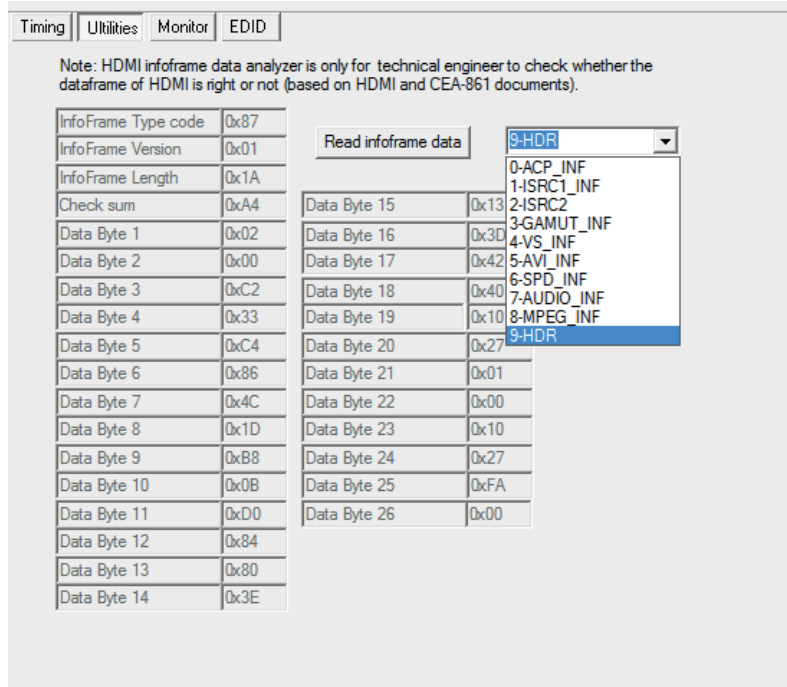 Timing Ultilities Monitor EDID
Note: HDMI infoframe data analyzer is only for technical engineer to check whether the
dataframe of HDMI is right or not (based on HDMI and CEA-861 documents).
InfoFrame Type code 0x87
InfoFrame Version 0x01
InfoFrame Length 0x1A
Check sum 0xA4
Data Byte 1 0x02
Data Byte 2 0x00
Data Byte 3 0xC2
Data Byte 4 0x33
Data Byte 5 0xC4
Data Byte 6 0x86
Data Byte 7 0x4C
Data Byte 8 0x1D
Data Byte 9 0xB8
Data Byte 10 0x0B
Data Byte 11 0xD0
Data Byte 12 0x84
Data Byte 13 0x80
Data Byte 14 0x3E
Read infoframe data
9-HDR
0-ACP_INF
1-ISRC1_INF
2-ISRC2
3-GAMUT_INF
4-VS_INF
5-AVI_INF
6-SPD_INF
7-AUDIO_INF
8-MPEG_INF
9-HDR
Data Byte 15 0x13
Data Byte 16 0x3D
Data Byte 17 0x42
Data Byte 18 0x40
Data Byte 19 0x10
Data Byte 20 0x27
Data Byte 21 0x01
Data Byte 22 0x00
Data Byte 23 0x10
Data Byte 24 0x27
Data Byte 25 0xFA
Data Byte 26 0x00